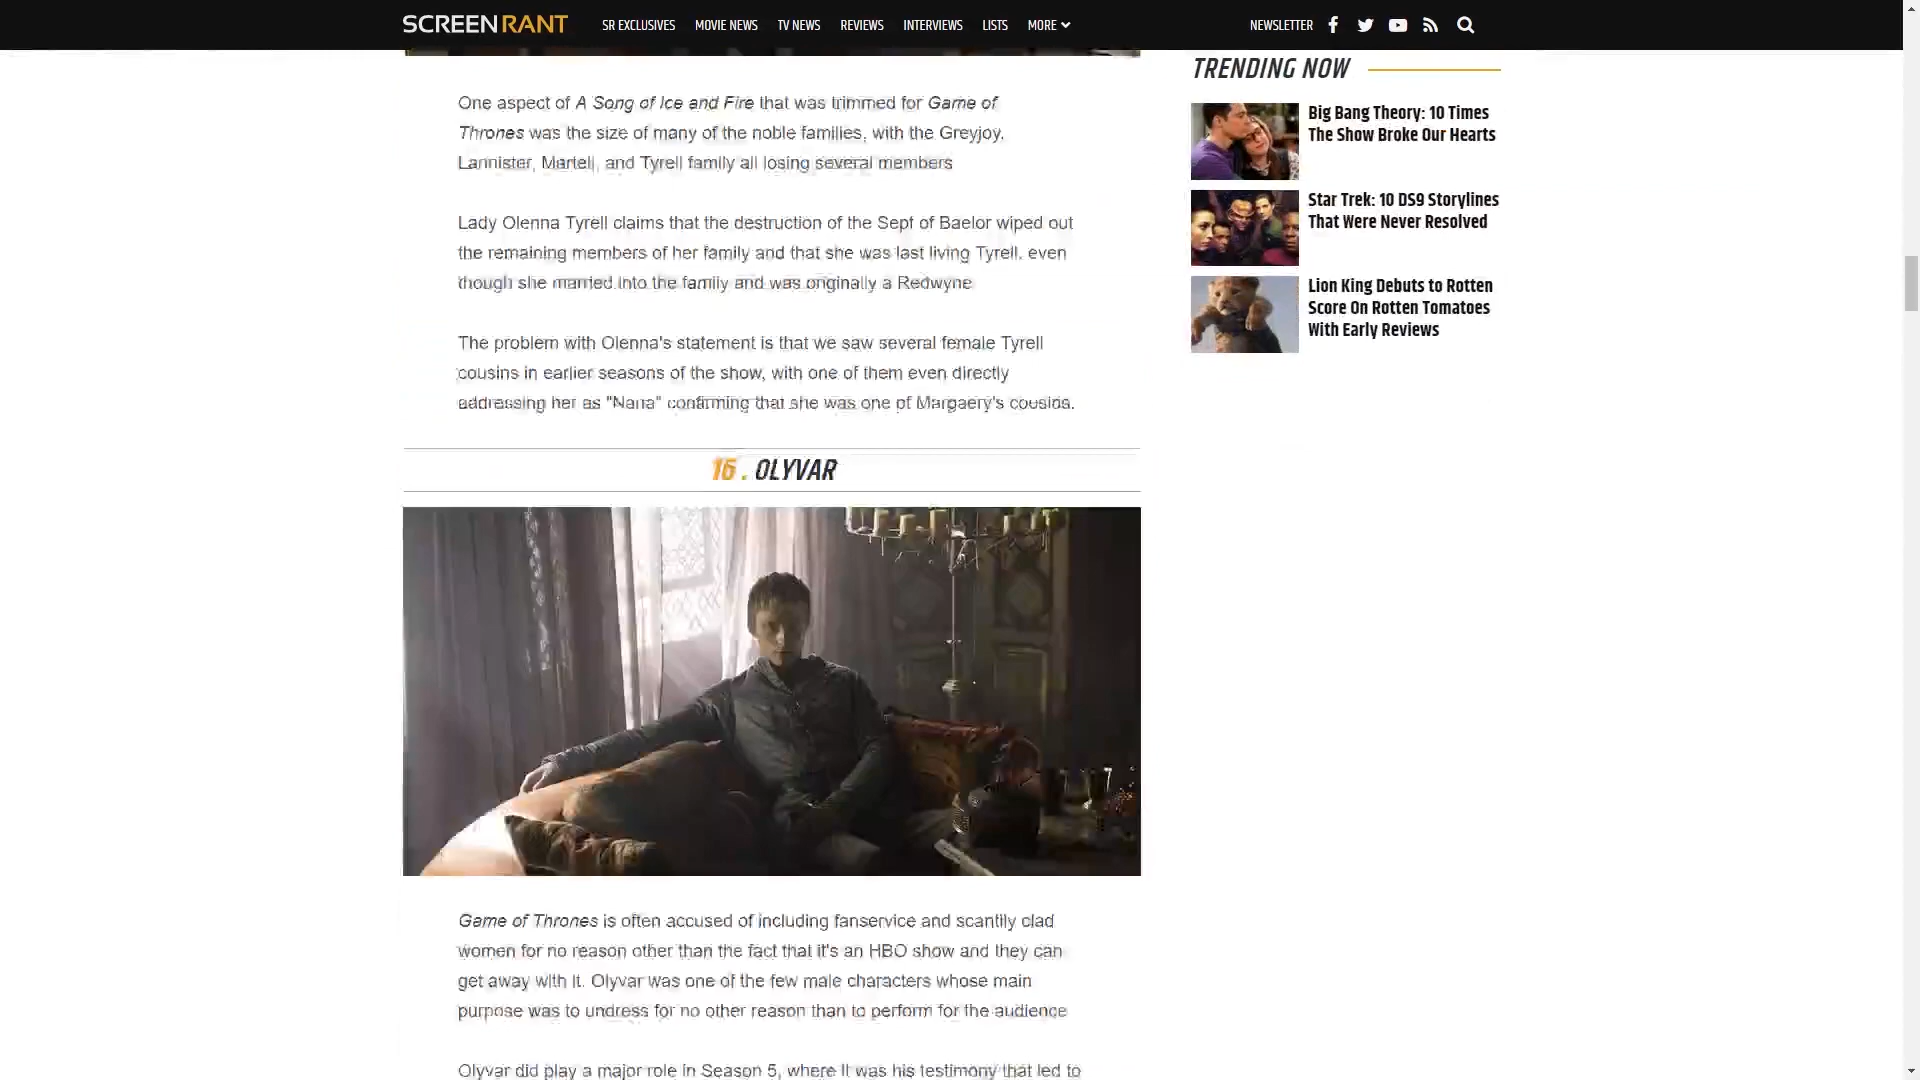 SCREENRANT SR EXCLUSIVES MOVIE NEWS TV NEWS REVIEWS INTERVIEWS LISTS MORE NEWSLETTER
One aspect of A Song of Ice and Fire that was trimmed for Game of
Thrones was the size of many of the noble families, with the Greyjoy,
Lannister, Martell, and Tyrell family all losing several members
Lady Olenna Tyrell claims that the destruction of the Sept of Baelor wiped out
the remaining members of her family and that she was last living Tyrell, even
though she married into the family and was originally a Redwyne
The problem with Olenna's statement is that we saw several female Tyrell
cousins in earlier seasons of the show, with one of them even directly
addressing her as "Nana" confirming that she was one of Margaery's cousins.
16 . OLYVAR
Game of Thrones is often accused of including fanservice and scantily clad
women for no reason other than the fact that it's an HBO show and they can
get away with it. Olyvar was one of the few male characters whose main
purpose was to undress for no other reason than to perform for the audience
Olyvar did play a major role in Season 5, where it was his testimony that led to
TRENDING NOW
Big Bang Theory: 10 Times
The Show Broke Our Hearts
Star Trek: 10 DS9 Storylines
That Were Never Resolved
Lion King Debuts to Rotten
Score On Rotten Tomatoes
With Early Reviews